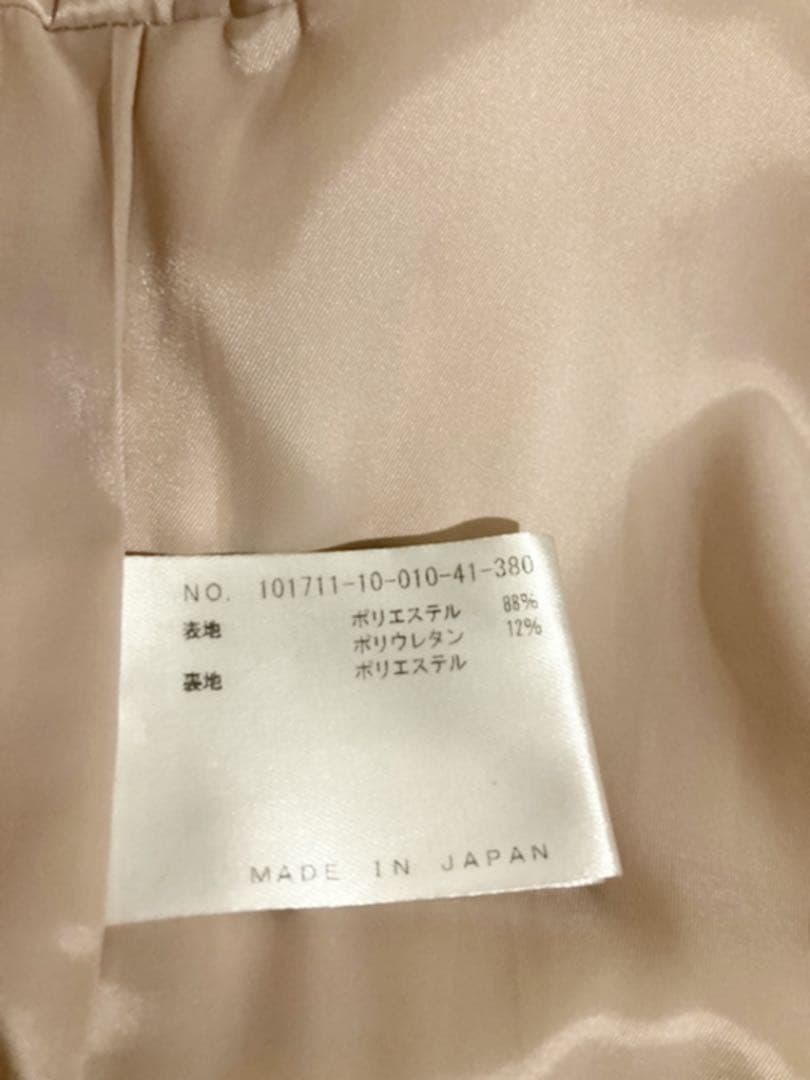 NO. 101711-10-010-41-380
表地 ポリエステル 88%
ポリウレタン 12%
裏地 ポリエステル
MADE IN JAPAN